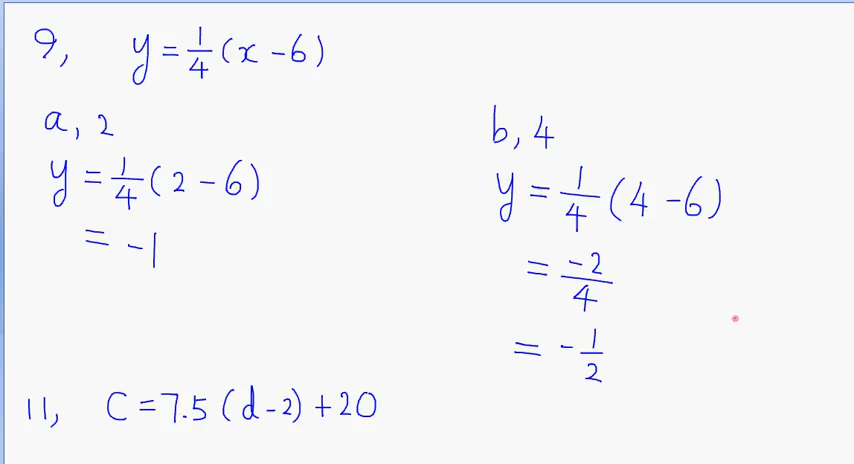 9, y = 1/4 (x - 6)
a, 2
y = 1/4 (2 - 6)
= -1
b, 4
y = 1/4 (4 - 6)
= -2/4
= -1/2
11, C = 7.5 (d - 2) + 20